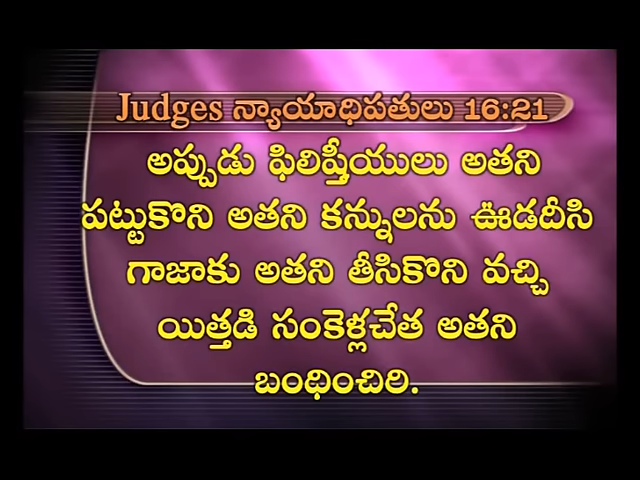 Judges న్యాయాధిపతులు 16:21
అప్పుడు ఫిలిష్తీయులు అతని
పట్టుకొని అతని కన్నులను ఊడదీసి
గాజాకు అతని తీసికొని వచ్చి
యిత్తడి సంకెళ్లచేత అతని
బంధించిరి.